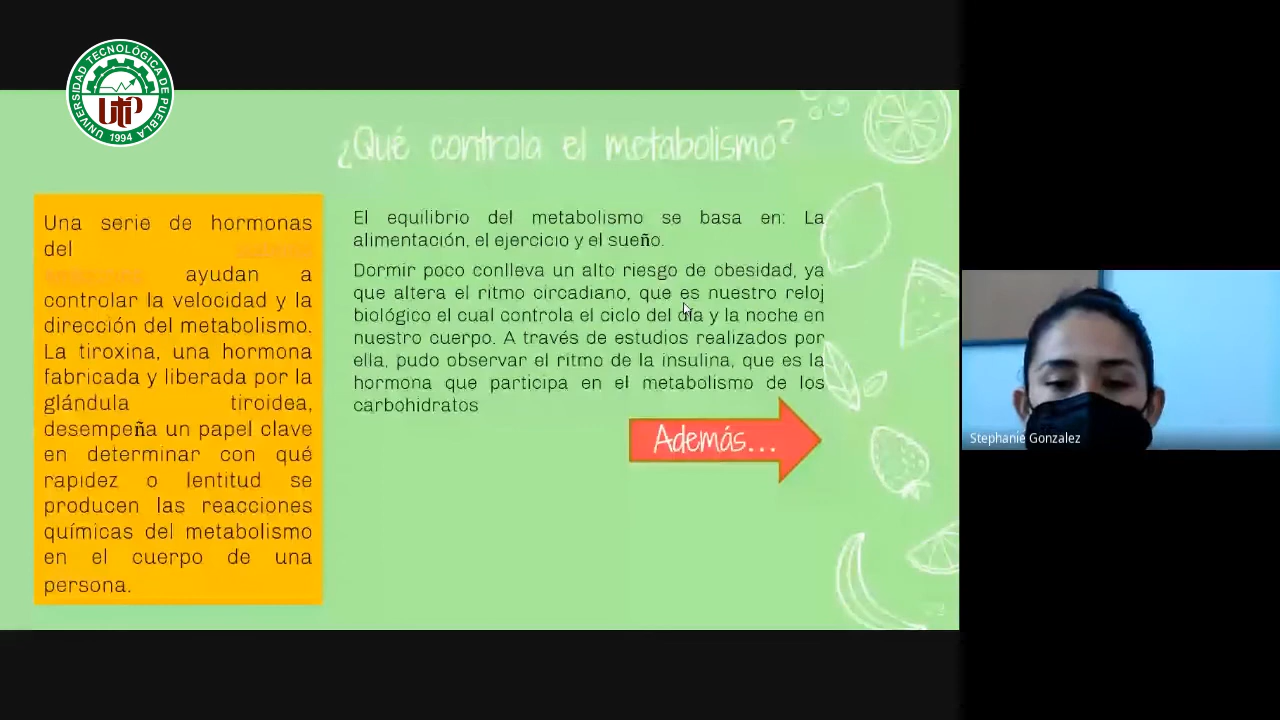 UNIVERSIDAD TECNOLÓGICA DE PUEBLA
UTP
1994
¿Qué controla el metabolismo?
Una serie de hormonas
del
ayudan a
controlar la velocidad y la
dirección del metabolismo.
La tiroxina, una hormona
fabricada y liberada por la
glándula tiroidea,
desempeña un papel clave
en determinar con qué
rapidez o lentitud se
producen las reacciones
químicas del metabolismo
en el cuerpo de una
persona.
El equilibrio del metabolismo se basa en: La
alimentación, el ejercicio y el sueño.
Dormir poco conlleva un alto riesgo de obesidad, ya
que altera el ritmo circadiano, que es nuestro reloj
biológico el cual controla el ciclo del día y la noche en
nuestro cuerpo. A través de estudios realizados por
ella, pudo observar el ritmo de la insulina, que es la
hormona que participa en el metabolismo de los
carbohidratos
Además...
Stephanie Gonzalez